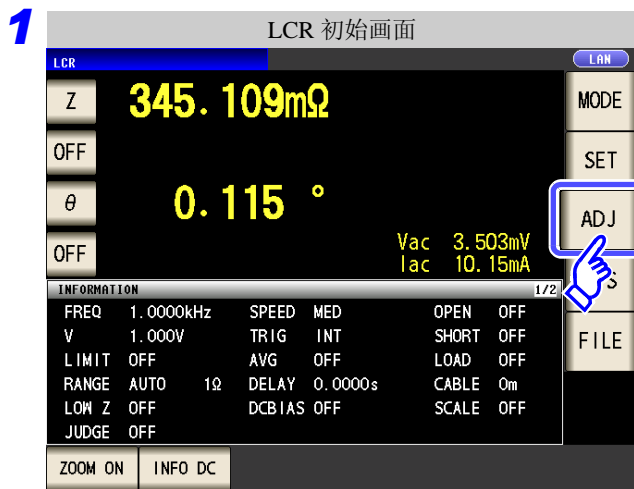 1
LCR 初始画面
LCR
LAN
Z 345.109mΩ
MODE
OFF
SET
θ 0.115 °
ADJ
OFF
Vac 3.503mV
Iac 10.15mA
INFORMATION 1/2
FREQ 1.0000kHz SPEED MED OPEN OFF
V 1.000V TRIG INT SHORT OFF
FILE
LIMIT OFF AVG OFF LOAD OFF
RANGE AUTO 1Ω DELAY 0.0000s CABLE 0m
LOW Z OFF DCBIAS OFF SCALE OFF
JUDGE OFF
ZOOM ON INFO DC